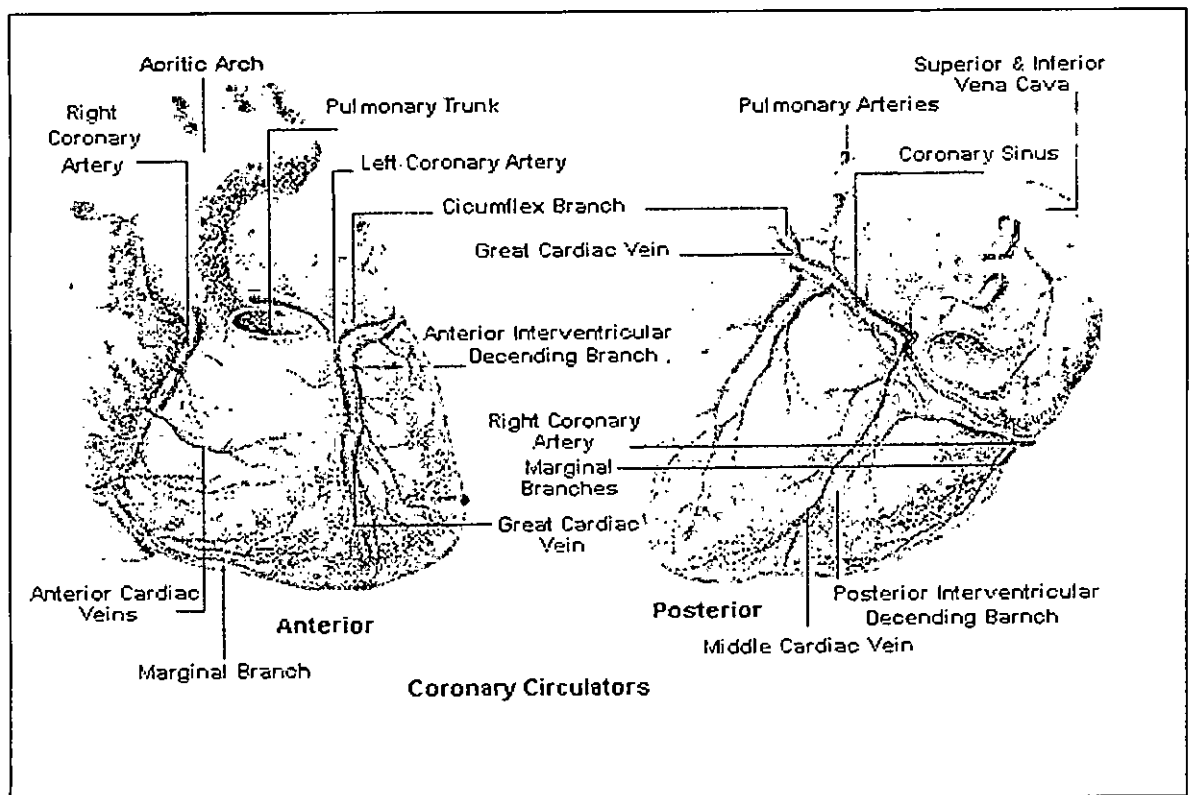 Aoritic Arch
Right
Coronary
Artery
Pulmonary Trunk
Left Coronary Artery
Cicumflex Branch
Great Cardiac Vein
Anterior Interventricular
Decending Branch
Right Coronary
Artery
Marginal
Branches
Great Cardiac
Vein
Anterior Cardiac
Veins
Marginal Branch
Anterior
Superior & Inferior
Vena Cava
Pulmonary Arteries
Coronary Sinus
Posterior
Posterior Interventricular
Decending Barnch
Middle Cardiac Vein
Coronary Circulators